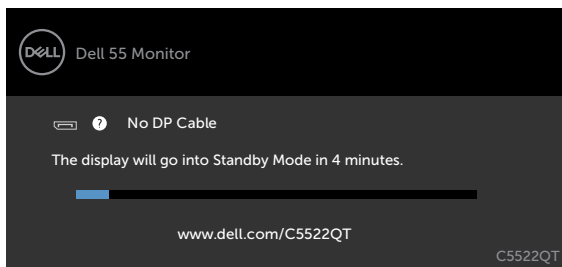 DELL
Dell 55 Monitor
? No DP Cable
The display will go into Standby Mode in 4 minutes.
www.dell.com/C5522QT
C5522QT